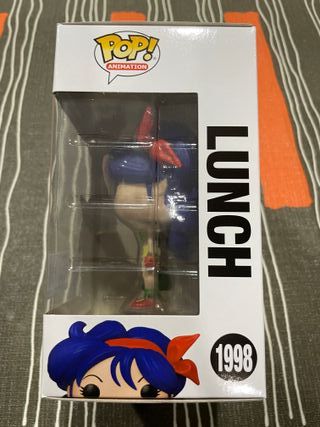 POP!
ANIMATION
LUNCH
1998